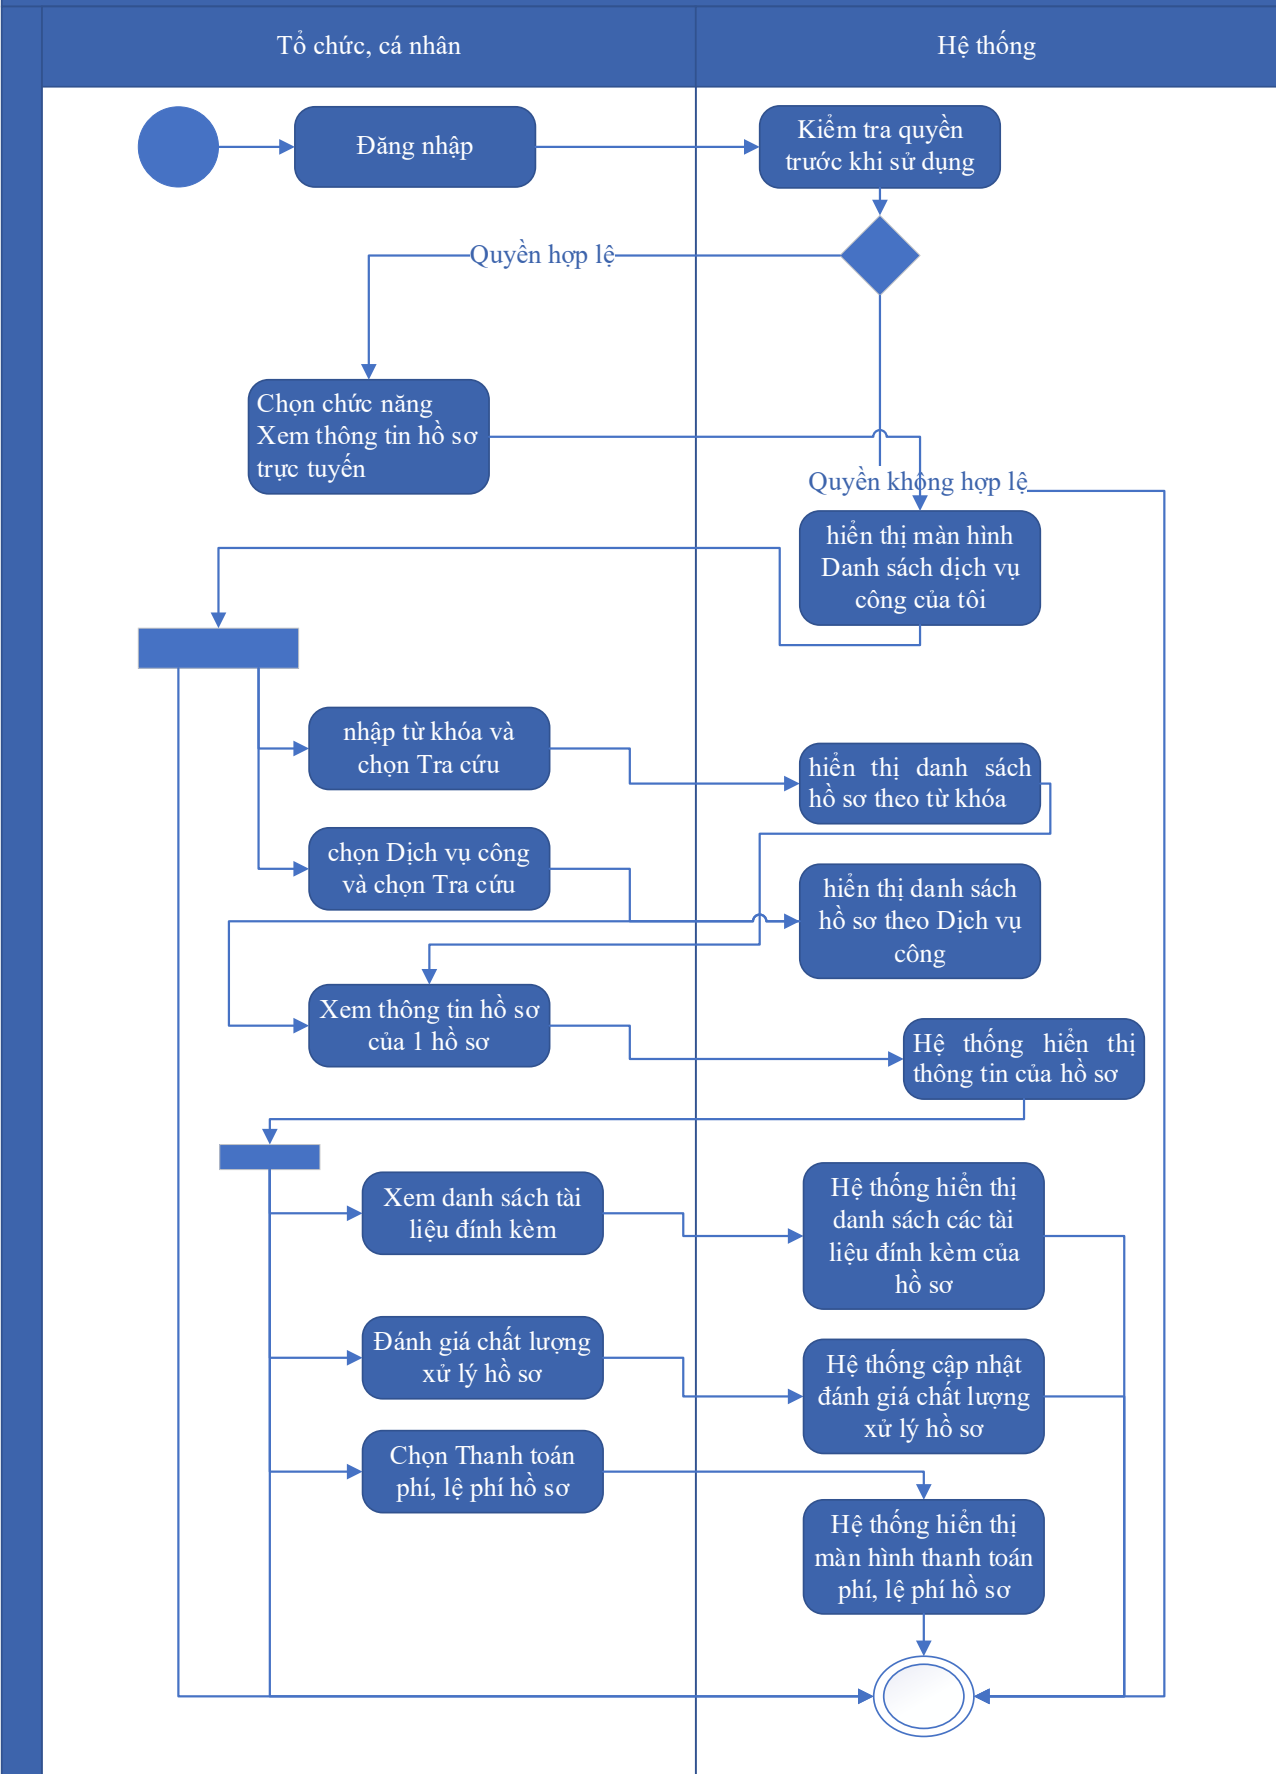 Tổ chức, cá nhân
Hệ thống
Đăng nhập
Kiểm tra quyền
trước khi sử dụng
Quyền hợp lệ
Chọn chức năng
Xem thông tin hồ sơ
trực tuyến
Quyền không hợp lệ
hiển thị màn hình
Danh sách dịch vụ
công của tôi
nhập từ khóa và
chọn Tra cứu
hiển thị danh sách
hồ sơ theo từ khóa
chọn Dịch vụ công
và chọn Tra cứu
hiển thị danh sách
hồ sơ theo Dịch vụ
công
Xem thông tin hồ sơ
của 1 hồ sơ
Hệ thống hiển thị
thông tin của hồ sơ
Xem danh sách tài
liệu đính kèm
Hệ thống hiển thị
danh sách các tài
liệu đính kèm của
hồ sơ
Đánh giá chất lượng
xử lý hồ sơ
Hệ thống cập nhật
đánh giá chất lượng
xử lý hồ sơ
Chọn Thanh toán
phí, lệ phí hồ sơ
Hệ thống hiển thị
màn hình thanh toán
phí, lệ phí hồ sơ